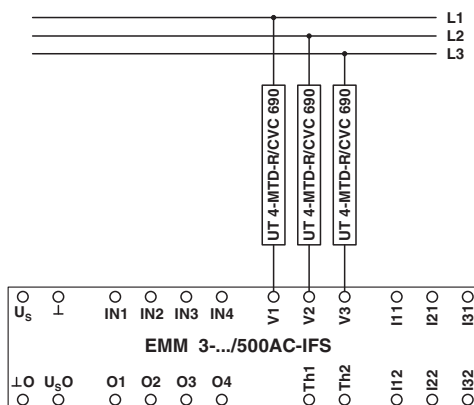 L1
L2
L3
UT 4-MTD-R/CVC 690
UT 4-MTD-R/CVC 690
UT 4-MTD-R/CVC 690
US ⊥ IN1 IN2 IN3 IN4 V1 V2 V3 I11 I21 I31
EMM 3-.../500AC-IFS
⊥O USO O1 O2 O3 O4 Th1 Th2 I12 I22 I32